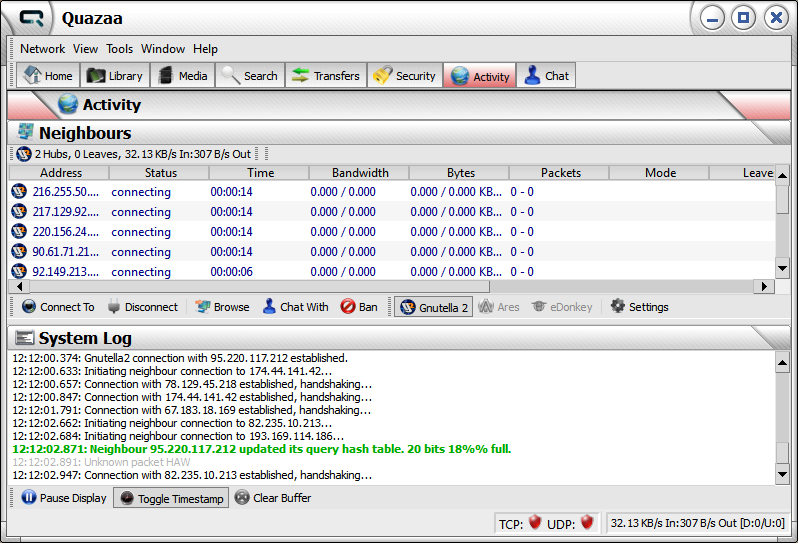 Quazaa
Network View Tools Window Help
Home Library Media Search Transfers Security Activity Chat
Activity
Neighbours
2 Hubs, 0 Leaves, 32.13 KB/s In:307 B/s Out
Address Status Time Bandwidth Bytes Packets Mode Leave
216.255.50.... connecting 00:00:14 0.000 / 0.000 0.000 / 0.000 KB... 0 - 0
217.129.92.... connecting 00:00:14 0.000 / 0.000 0.000 / 0.000 KB... 0 - 0
220.156.24.... connecting 00:00:14 0.000 / 0.000 0.000 / 0.000 KB... 0 - 0
90.61.71.21... connecting 00:00:14 0.000 / 0.000 0.000 / 0.000 KB... 0 - 0
92.149.213.... connecting 00:00:06 0.000 / 0.000 0.000 / 0.000 KB... 0 - 0
Connect To Disconnect Browse Chat With Ban Gnutella 2 Ares eDonkey Settings
System Log
12:12:00.374: Gnutella2 connection with 95.220.117.212 established.
12:12:00.633: Initiating neighbour connection to 174.44.141.42...
12:12:00.657: Connection with 78.129.45.218 established, handshaking...
12:12:00.847: Connection with 174.44.141.42 established, handshaking...
12:12:01.791: Connection with 67.183.18.169 established, handshaking...
12:12:02.662: Initiating neighbour connection to 82.235.10.213...
12:12:02.684: Initiating neighbour connection to 193.169.114.186...
12:12:02.871: Neighbour 95.220.117.212 updated its query hash table. 20 bits 18%% full.
12:12:02.891: Unknown packet HAW
12:12:02.947: Connection with 82.235.10.213 established, handshaking...
Pause Display Toggle Timestamp Clear Buffer
TCP: UDP: 32.13 KB/s In:307 B/s Out [D:0/U:0]